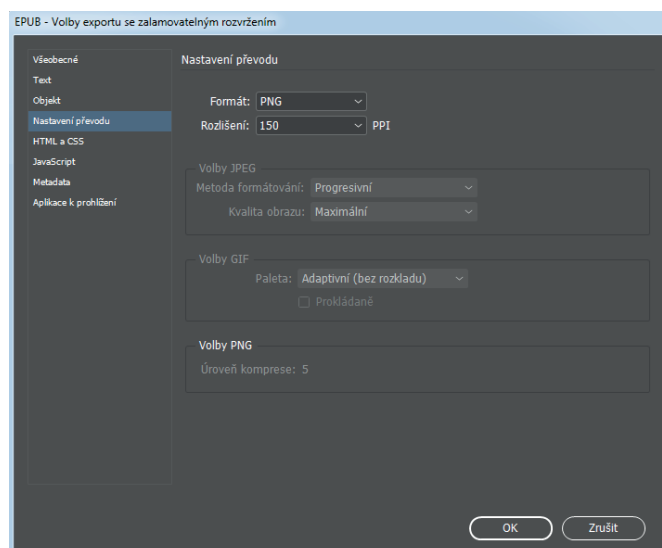 EPUB - Volby exportu se zalamovatelným rozvržením
Všeobecné
Text
Objekt
Nastavení převodu
HTML a CSS
JavaScript
Metadata
Aplikace k prohlížení
Nastavení převodu
Formát: PNG
Rozlišení: 150 PPI
Volby JPEG
Metoda formátování: Progresivní
Kvalita obrazu: Maximální
Volby GIF
Paleta: Adaptivní (bez rozkladu)
Prokládaně
Volby PNG
Úroveň komprese: 5
OK Zrušit